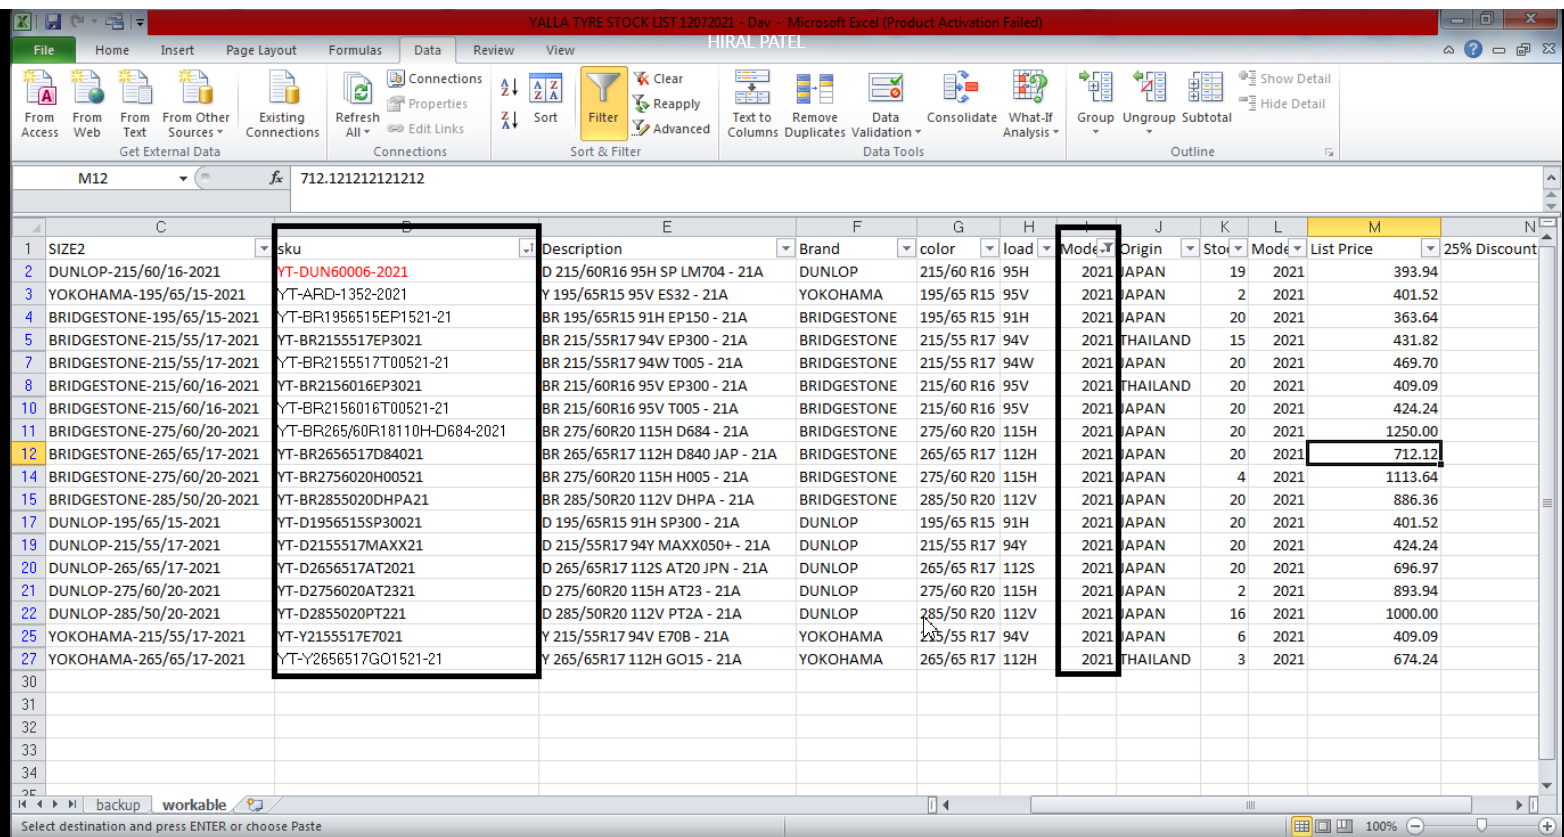 YALLA TYRE STOCK LIST 12072021 - Dav - Microsoft Excel (Product Activation Failed)
HIRAL PATEL
File Home Insert Page Layout Formulas Data Review View
From Access From Web From Text From Other Sources Existing Connections Refresh All Connections Properties Edit Links Sort Filter Clear Reapply Advanced Text to Columns Remove Duplicates Data Validation Consolidate What-If Analysis Group Ungroup Subtotal Show Detail Hide Detail
Get External Data Connections Sort & Filter Data Tools Outline
M12 fx 712.121212121212
C D E F G H I J K L M N
1 SIZE2 sku Description Brand color load Mode Origin Sto Mode List Price 25% Discount
2 DUNLOP-215/60/16-2021 YT-DUN60006-2021 D 215/60R16 95H SP LM704 - 21A DUNLOP 215/60 R16 95H 2021 JAPAN 19 2021 393.94
3 YOKOHAMA-195/65/15-2021 YT-ARD-1352-2021 Y 195/65R15 95V ES32 - 21A YOKOHAMA 195/65 R15 95V 2021 JAPAN 2 2021 401.52
4 BRIDGESTONE-195/65/15-2021 YT-BR1956515EP1521-21 BR 195/65R15 91H EP150 - 21A BRIDGESTONE 195/65 R15 91H 2021 JAPAN 20 2021 363.64
5 BRIDGESTONE-215/55/17-2021 YT-BR2155517EP3021 BR 215/55R17 94V EP300 - 21A BRIDGESTONE 215/55 R17 94V 2021 THAILAND 15 2021 431.82
7 BRIDGESTONE-215/55/17-2021 YT-BR2155517T00521-21 BR 215/55R17 94W T005 - 21A BRIDGESTONE 215/55 R17 94W 2021 JAPAN 20 2021 469.70
8 BRIDGESTONE-215/60/16-2021 YT-BR2156016EP3021 BR 215/60R16 95V EP300 - 21A BRIDGESTONE 215/60 R16 95V 2021 THAILAND 20 2021 409.09
10 BRIDGESTONE-215/60/16-2021 YT-BR2156016T00521-21 BR 215/60R16 95V T005 - 21A BRIDGESTONE 215/60 R16 95V 2021 JAPAN 20 2021 424.24
11 BRIDGESTONE-275/60/20-2021 YT-BR265/60R18110H-D684-2021 BR 275/60R20 115H D684 - 21A BRIDGESTONE 275/60 R20 115H 2021 JAPAN 20 2021 1250.00
12 BRIDGESTONE-265/65/17-2021 YT-BR2656517D84021 BR 265/65R17 112H D840 JAP - 21A BRIDGESTONE 265/65 R17 112H 2021 JAPAN 20 2021 712.12
14 BRIDGESTONE-275/60/20-2021 YT-BR2756020H00521 BR 275/60R20 115H H005 - 21A BRIDGESTONE 275/60 R20 115H 2021 JAPAN 4 2021 1113.64
15 BRIDGESTONE-285/50/20-2021 YT-BR2855020DHPA21 BR 285/50R20 112V DHPA - 21A BRIDGESTONE 285/50 R20 112V 2021 JAPAN 20 2021 886.36
17 DUNLOP-195/65/15-2021 YT-D1956515SP30021 D 195/65R15 91H SP300 - 21A DUNLOP 195/65 R15 91H 2021 JAPAN 20 2021 401.52
19 DUNLOP-215/55/17-2021 YT-D2155517MAXX21 D 215/55R17 94Y MAXX050+ - 21A DUNLOP 215/55 R17 94Y 2021 JAPAN 20 2021 424.24
20 DUNLOP-265/65/17-2021 YT-D2656517AT2021 D 265/65R17 112S AT20 JPN - 21A DUNLOP 265/65 R17 112S 2021 JAPAN 20 2021 696.97
21 DUNLOP-275/60/20-2021 YT-D2756020AT2321 D 275/60R20 115H AT23 - 21A DUNLOP 275/60 R20 115H 2021 JAPAN 2 2021 893.94
22 DUNLOP-285/50/20-2021 YT-D2855020PT221 D 285/50R20 112V PT2A - 21A DUNLOP 285/50 R20 112V 2021 JAPAN 16 2021 1000.00
25 YOKOHAMA-215/55/17-2021 YT-Y2155517E7021 Y 215/55R17 94V E70B - 21A YOKOHAMA 215/55 R17 94V 2021 JAPAN 6 2021 409.09
27 YOKOHAMA-265/65/17-2021 YT-Y2656517GO1521-21 Y 265/65R17 112H GO15 - 21A YOKOHAMA 265/65 R17 112H 2021 THAILAND 3 2021 674.24
30
31
32
33
34
35
backup workable
Select destination and press ENTER or choose Paste 100%